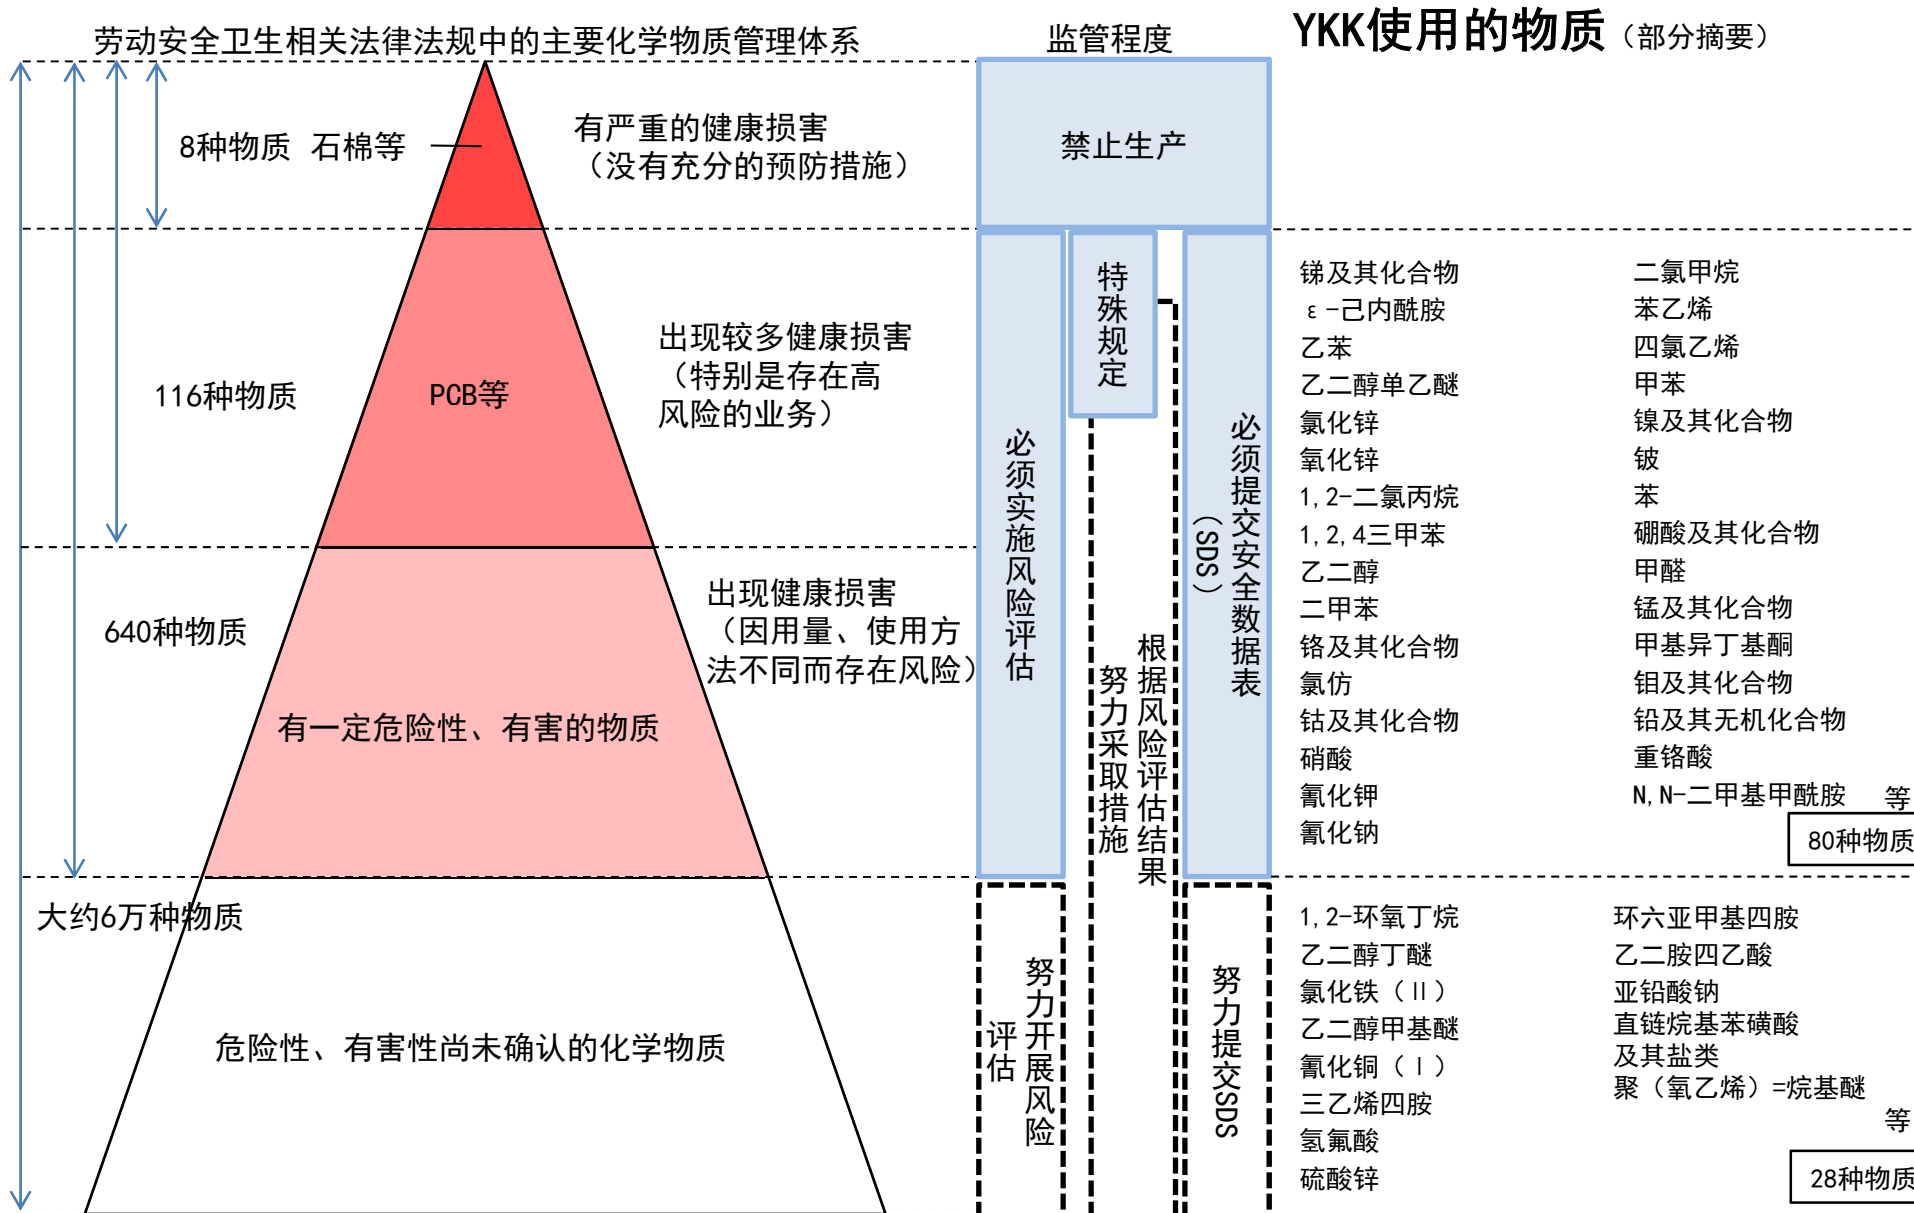 劳动安全卫生相关法律法规中的主要化学物质管理体系
监管程度
YKK使用的物质（部分摘要）
8种物质 石棉等
有严重的健康损害
（没有充分的预防措施）
禁止生产
116种物质
PCB等
出现较多健康损害
（特别是存在高
风险的业务）
640种物质
出现健康损害
（因用量、使用方
法不同而存在风险）
有一定危险性、有害的物质
大约6万种物质
危险性、有害性尚未确认的化学物质
必须实施风险评估
特殊规定
必须提交安全数据表
（SDS）
根据风险评估结果
努力采取措施
努力开展风险
评估
努力提交SDS
锑及其化合物
ε-己内酰胺
乙苯
乙二醇单乙醚
氯化锌
氧化锌
1,2-二氯丙烷
1,2,4三甲苯
乙二醇
二甲苯
铬及其化合物
氯仿
钴及其化合物
硝酸
氰化钾
氰化钠
二氯甲烷
苯乙烯
四氯乙烯
甲苯
镍及其化合物
铍
苯
硼酸及其化合物
甲醛
锰及其化合物
甲基异丁基酮
钼及其化合物
铅及其无机化合物
重铬酸
N,N-二甲基甲酰胺 等
80种物质
1,2-环氧丁烷
乙二醇丁醚
氯化铁（Ⅱ）
乙二醇甲基醚
氰化铜（Ⅰ）
三乙烯四胺
氢氟酸
硫酸锌
环六亚甲基四胺
乙二胺四乙酸
亚铅酸钠
直链烷基苯磺酸
及其盐类
聚（氧乙烯）=烷基醚
等
28种物质